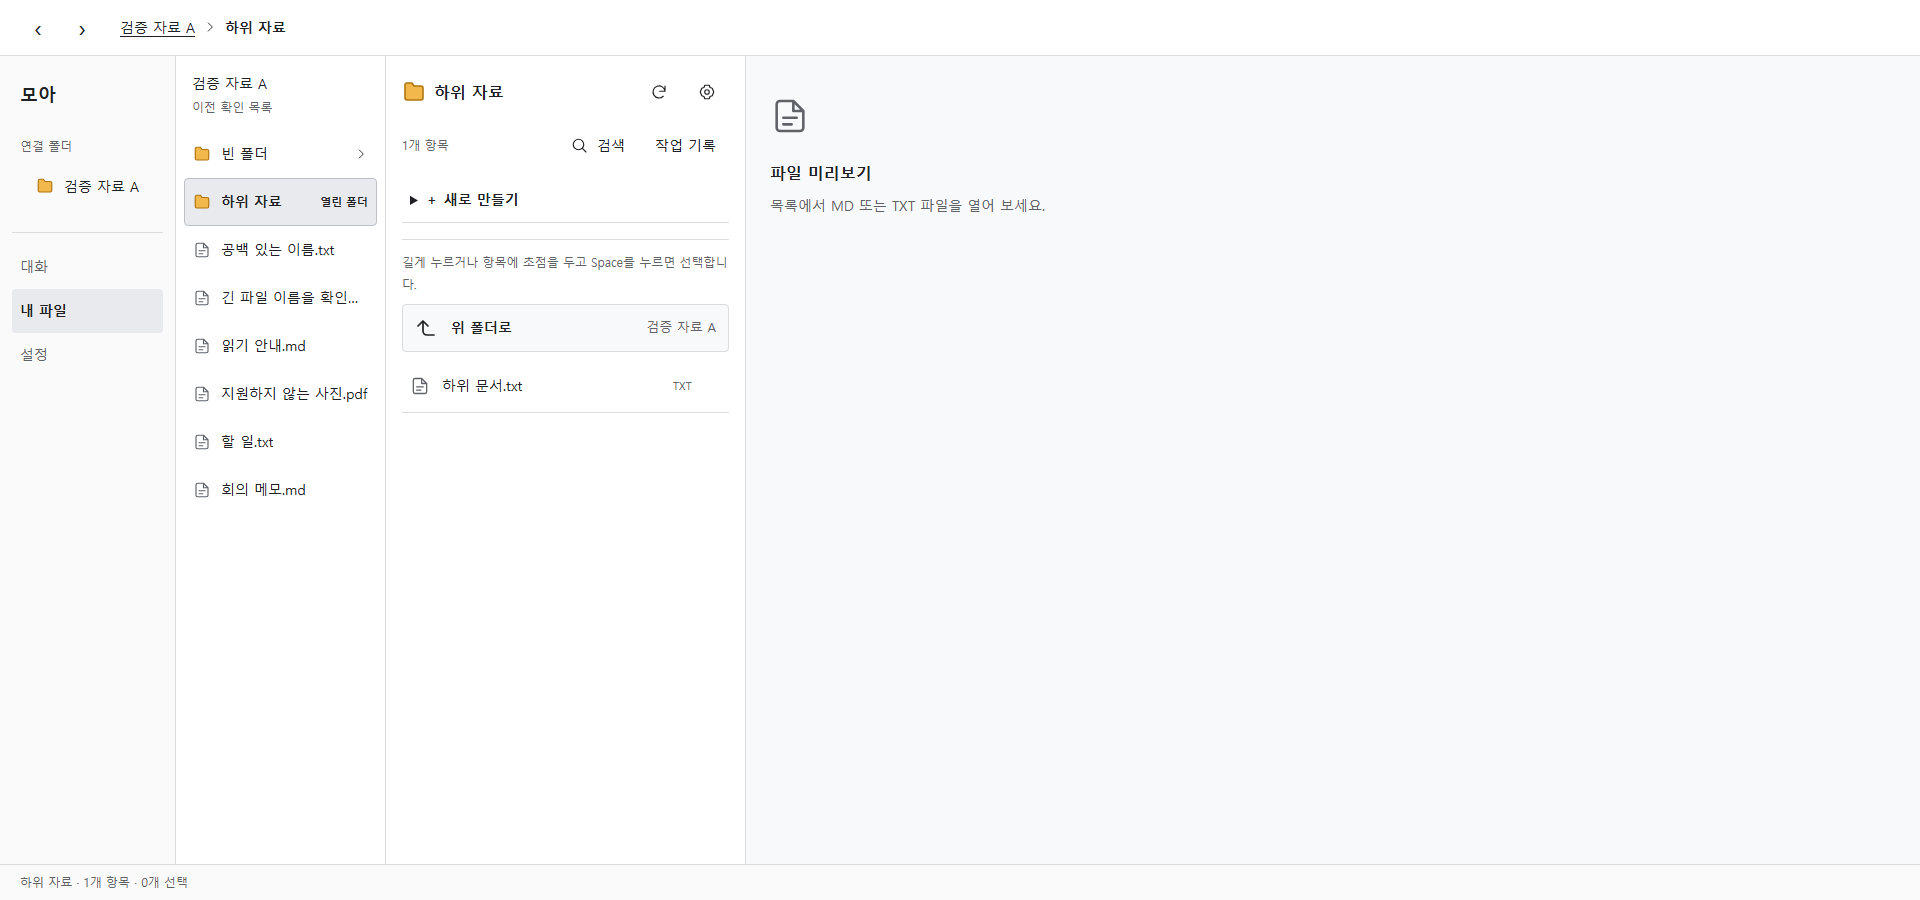 검증 자료 A > 하위 자료
모아
연결 폴더
검증 자료 A
대화
내 파일
설정
검증 자료 A
이전 확인 목록
빈 폴더
하위 자료 열린 폴더
공백 있는 이름.txt
긴 파일 이름을 확인...
읽기 안내.md
지원하지 않는 사진.pdf
할 일.txt
회의 메모.md
하위 자료
1개 항목 검색 작업 기록
+ 새로 만들기
길게 누르거나 항목에 초점을 두고 Space를 누르면 선택합니
다.
위 폴더로 검증 자료 A
하위 문서.txt TXT
파일 미리보기
목록에서 MD 또는 TXT 파일을 열어 보세요.
하위 자료 · 1개 항목 · 0개 선택